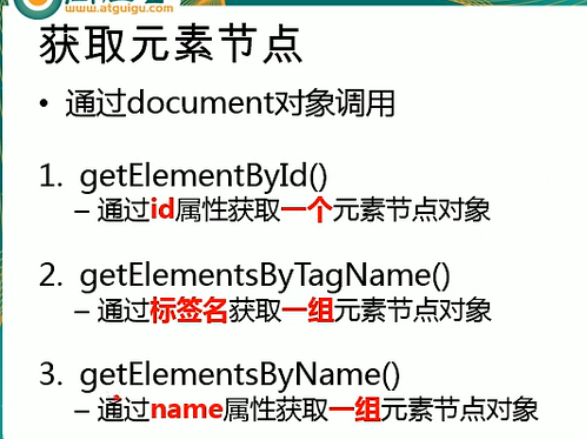 www.atguigu.com
获取元素节点
• 通过document对象调用
1. getElementById()
– 通过id属性获取一个元素节点对象
2. getElementsByTagName()
– 通过标签名获取一组元素节点对象
3. getElementsByName()
– 通过name属性获取一组元素节点对象